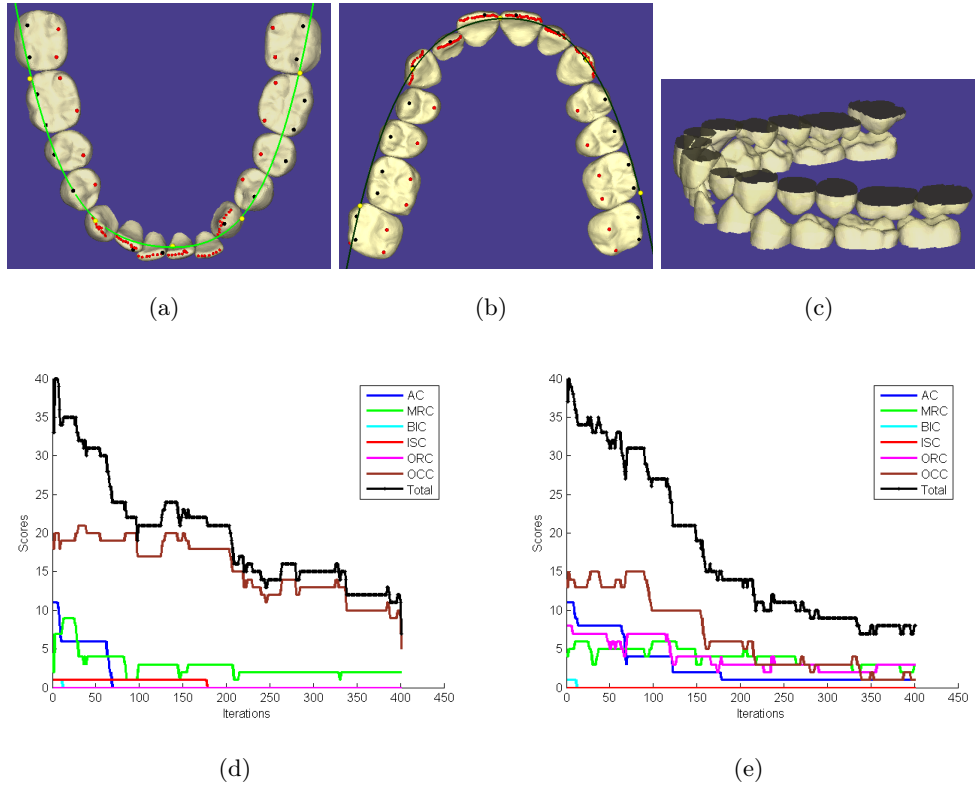 (a)
(b)
(c)
40
35
30
25
20
15
10
5
0
Scores
0 50 100 150 200 250 300 350 400 450
Iterations
AC
MRC
BIC
ISC
ORC
OCC
Total
(d)
40
35
30
25
20
15
10
5
0
Scores
0 50 100 150 200 250 300 350 400 450
Iterations
AC
MRC
BIC
ISC
ORC
OCC
Total
(e)